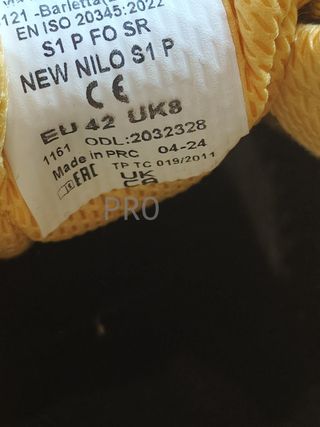 121 -Barletta(
EN ISO 20345:2022
S1 P FO SR
NEW NILO S1 P
CE
EU 42 UK8
1161 ODL:2032328
Made in PRC 04-24
EAC TP TC 019/2011
UK
CA
PRO